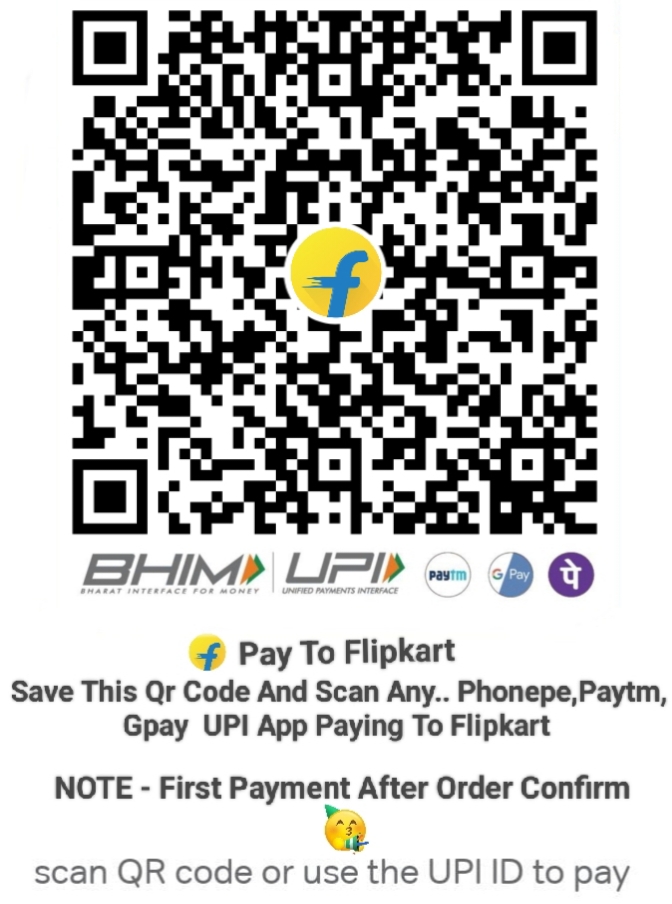 BHIM UPI Paytm G Pay पे
BHARAT INTERFACE FOR MONEY UNIFIED PAYMENTS INTERFACE
Pay To Flipkart
Save This Qr Code And Scan Any.. Phonepe,Paytm,
Gpay UPI App Paying To Flipkart
NOTE - First Payment After Order Confirm
scan QR code or use the UPI ID to pay